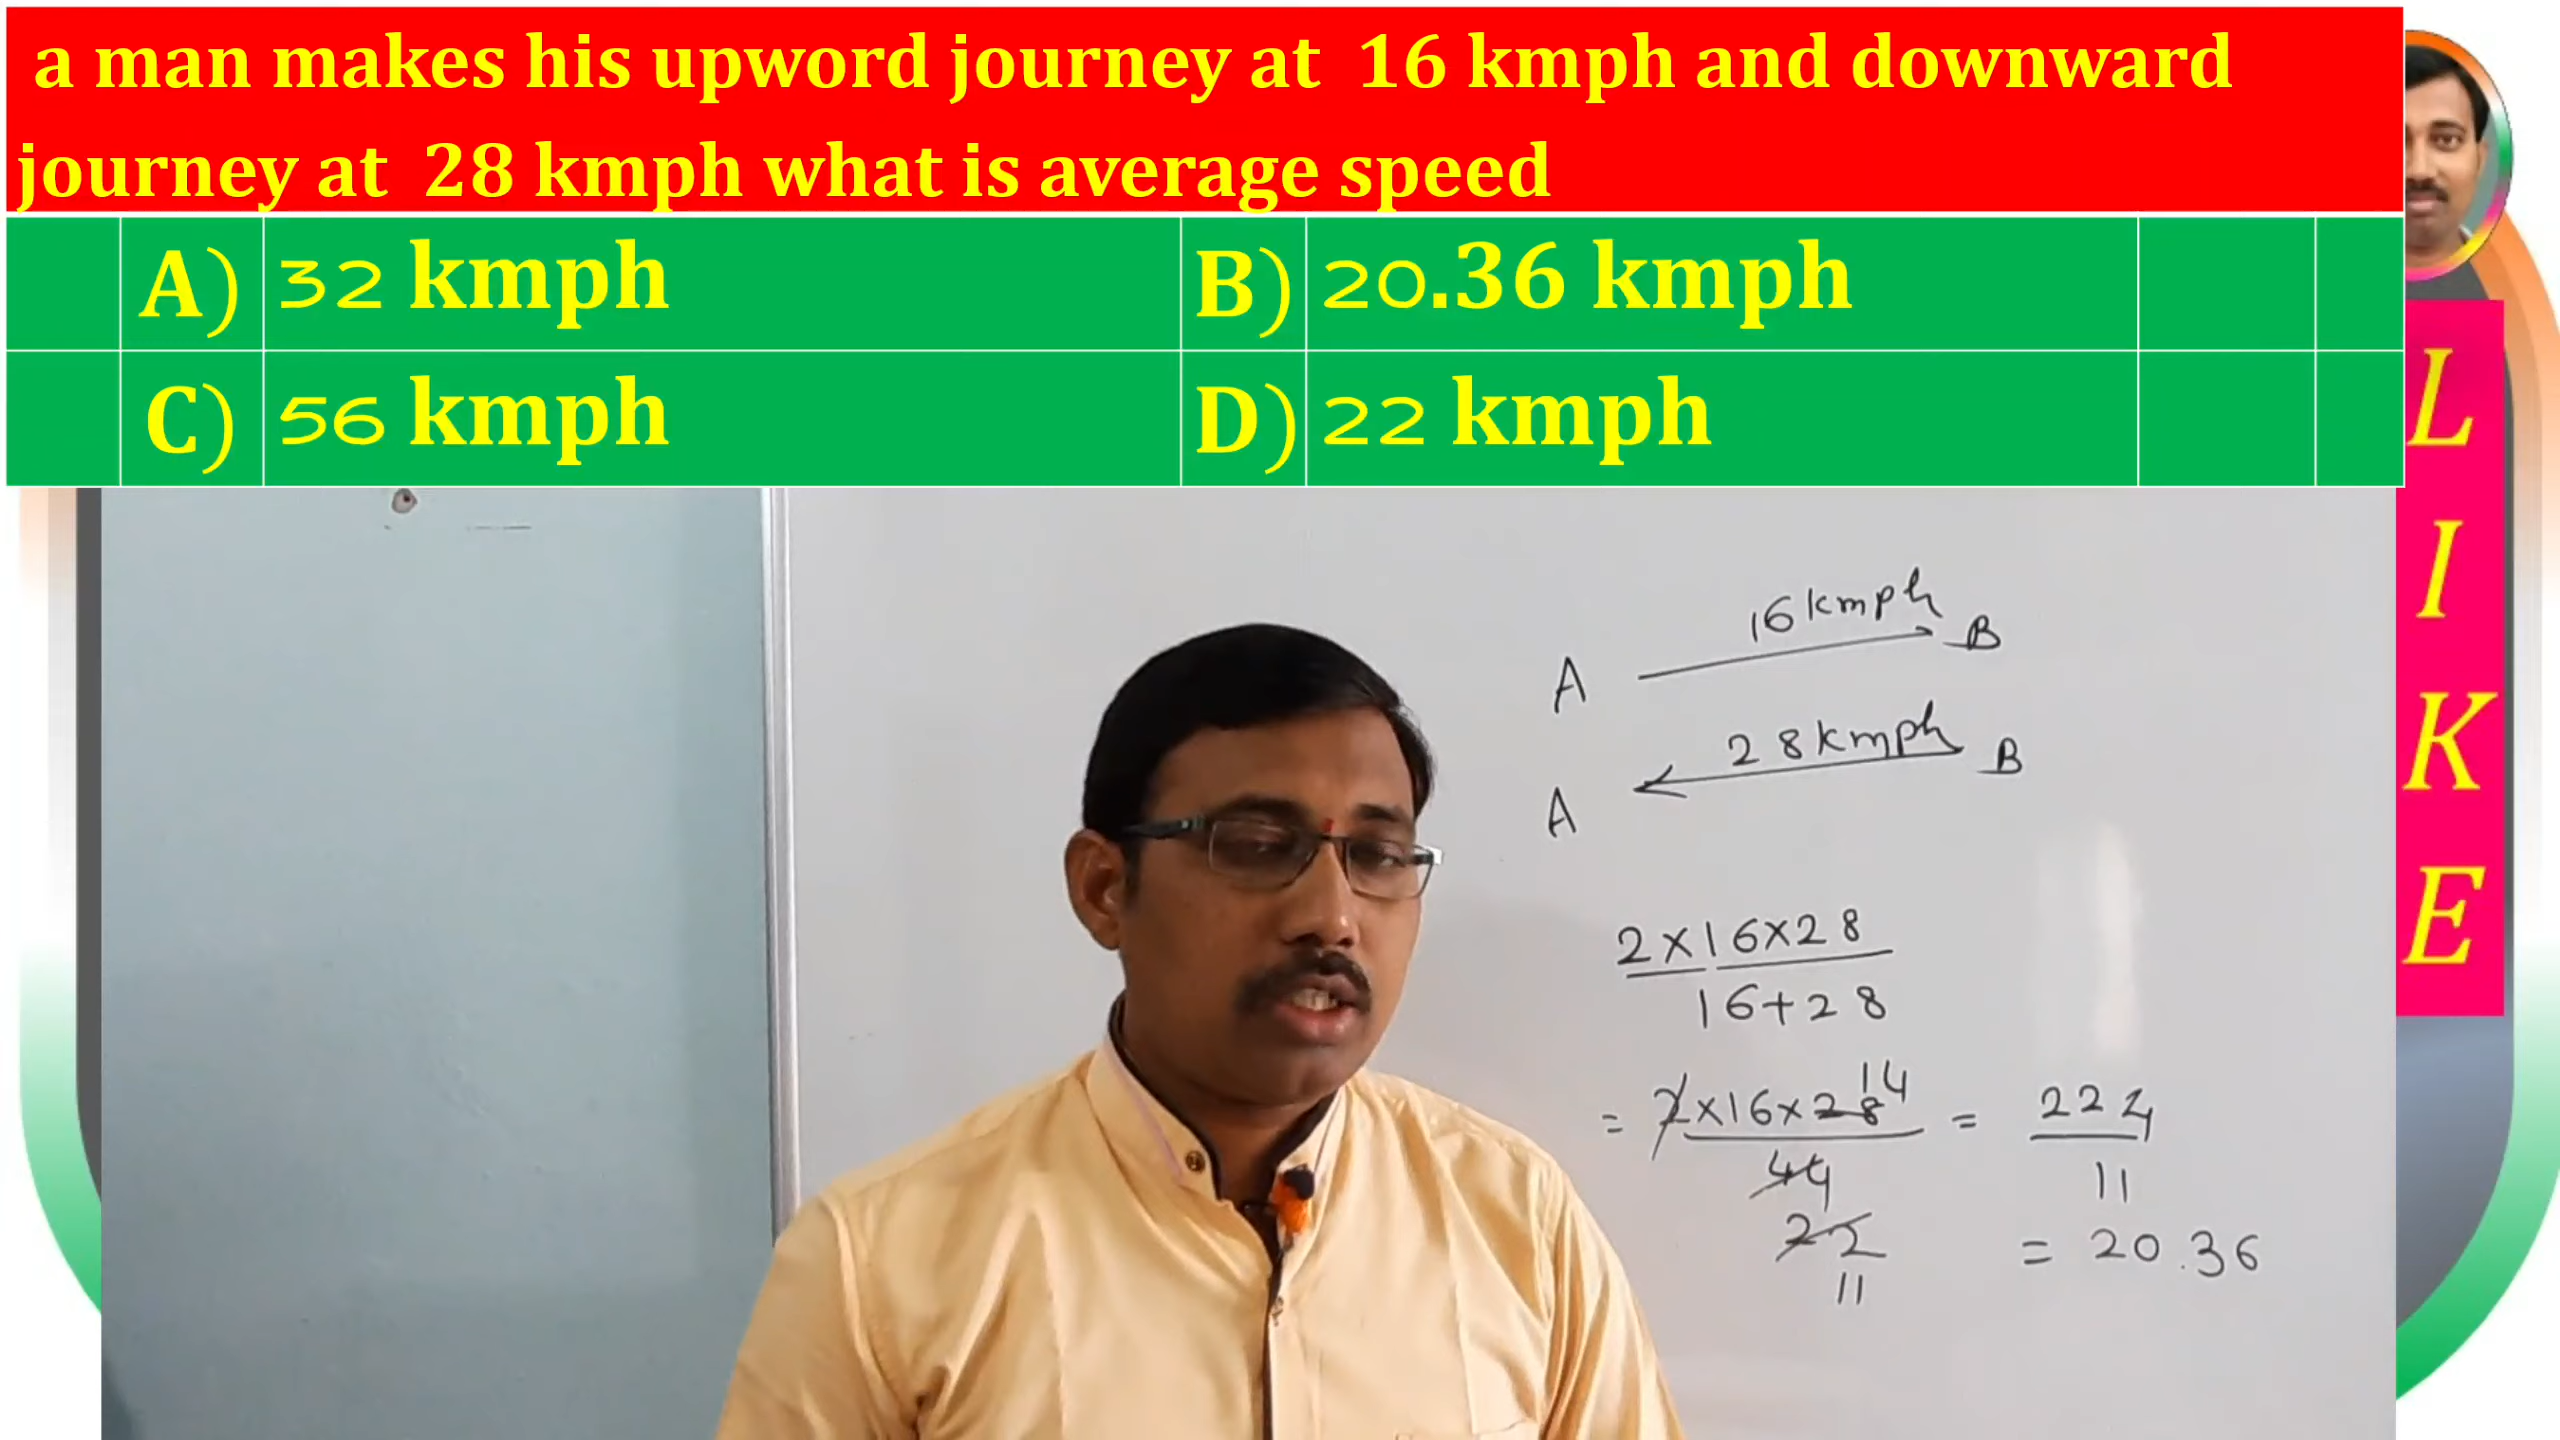 a man makes his upword journey at 16 kmph and downward
journey at 28 kmph what is average speed
A) 32 kmph B) 20.36 kmph
C) 56 kmph D) 22 kmph
L
I
K
E
16 kmph
A B
28 kmph
A B
2×16×28
16+28
14
= 2×16×28 = 224
44 11
22
11
= 20.36